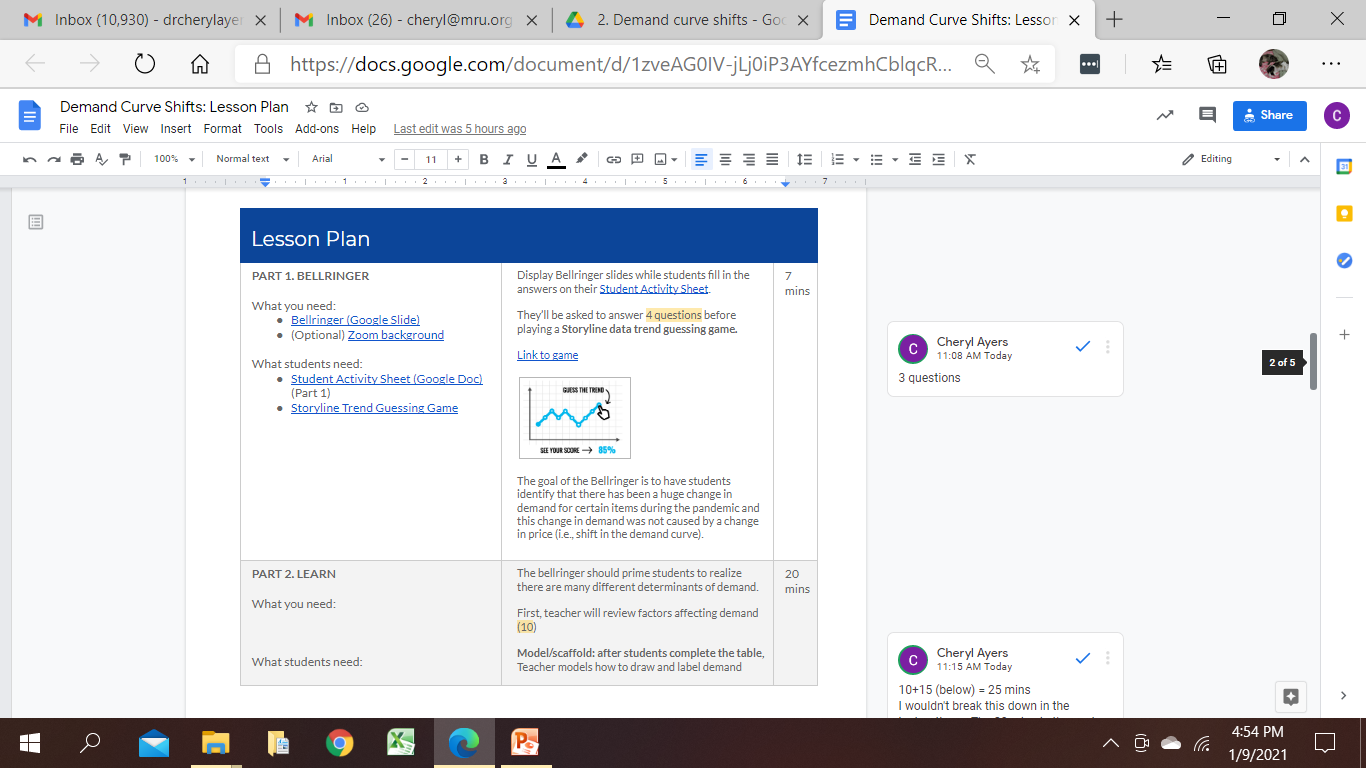 Inbox (10,930) - drcherylayer
Inbox (26) - cheryl@mru.org
2. Demand curve shifts - Goo
Demand Curve Shifts: Lesson
https://docs.google.com/document/d/1zveAG0IV-jLj0iP3AYfcezmhCblqcR...
Demand Curve Shifts: Lesson Plan
File Edit View Insert Format Tools Add-ons Help Last edit was 5 hours ago
Share
C
100% Normal text Arial 11 B I U A Editing
1 1 2 3 4 5 6 7
31
Lesson Plan
PART 1. BELLRINGER
What you need:
Bellringer (Google Slide)
(Optional) Zoom background
What students need:
Student Activity Sheet (Google Doc)
(Part 1)
Storyline Trend Guessing Game
Display Bellringer slides while students fill in the
answers on their Student Activity Sheet.
They'll be asked to answer 4 questions before
playing a Storyline data trend guessing game.
Link to game
GUESS THE TREND
SEE YOUR SCORE → 85%
The goal of the Bellringer is to have students
identify that there has been a huge change in
demand for certain items during the pandemic and
this change in demand was not caused by a change
in price (i.e., shift in the demand curve).
7
mins
PART 2. LEARN
What you need:
What students need:
The bellringer should prime students to realize
there are many different determinants of demand.
First, teacher will review factors affecting demand
(10)
Model/scaffold: after students complete the table,
Teacher models how to draw and label demand
20
mins
C
Cheryl Ayers
11:08 AM Today
3 questions
2 of 5
C
Cheryl Ayers
11:15 AM Today
10+15 (below) = 25 mins
I wouldn't break this down in the
4:54 PM
1/9/2021